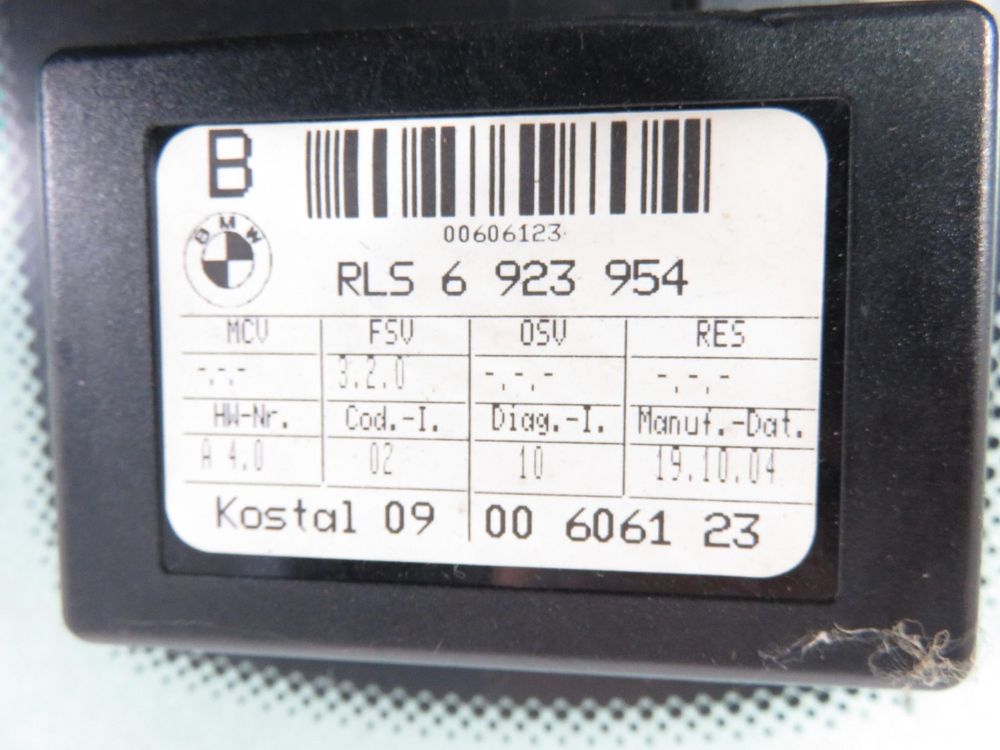 B
BMW
00606123
RLS 6 923 954
MCV FSV OSV RES
-.-.- 3.2.0 -.-.- -.-.-
HW-Nr. Cod.-I. Diag.-I. Manuf.-Dat.
A 4.0 02 10 19.10.04
Kostal 09 00 6061 23